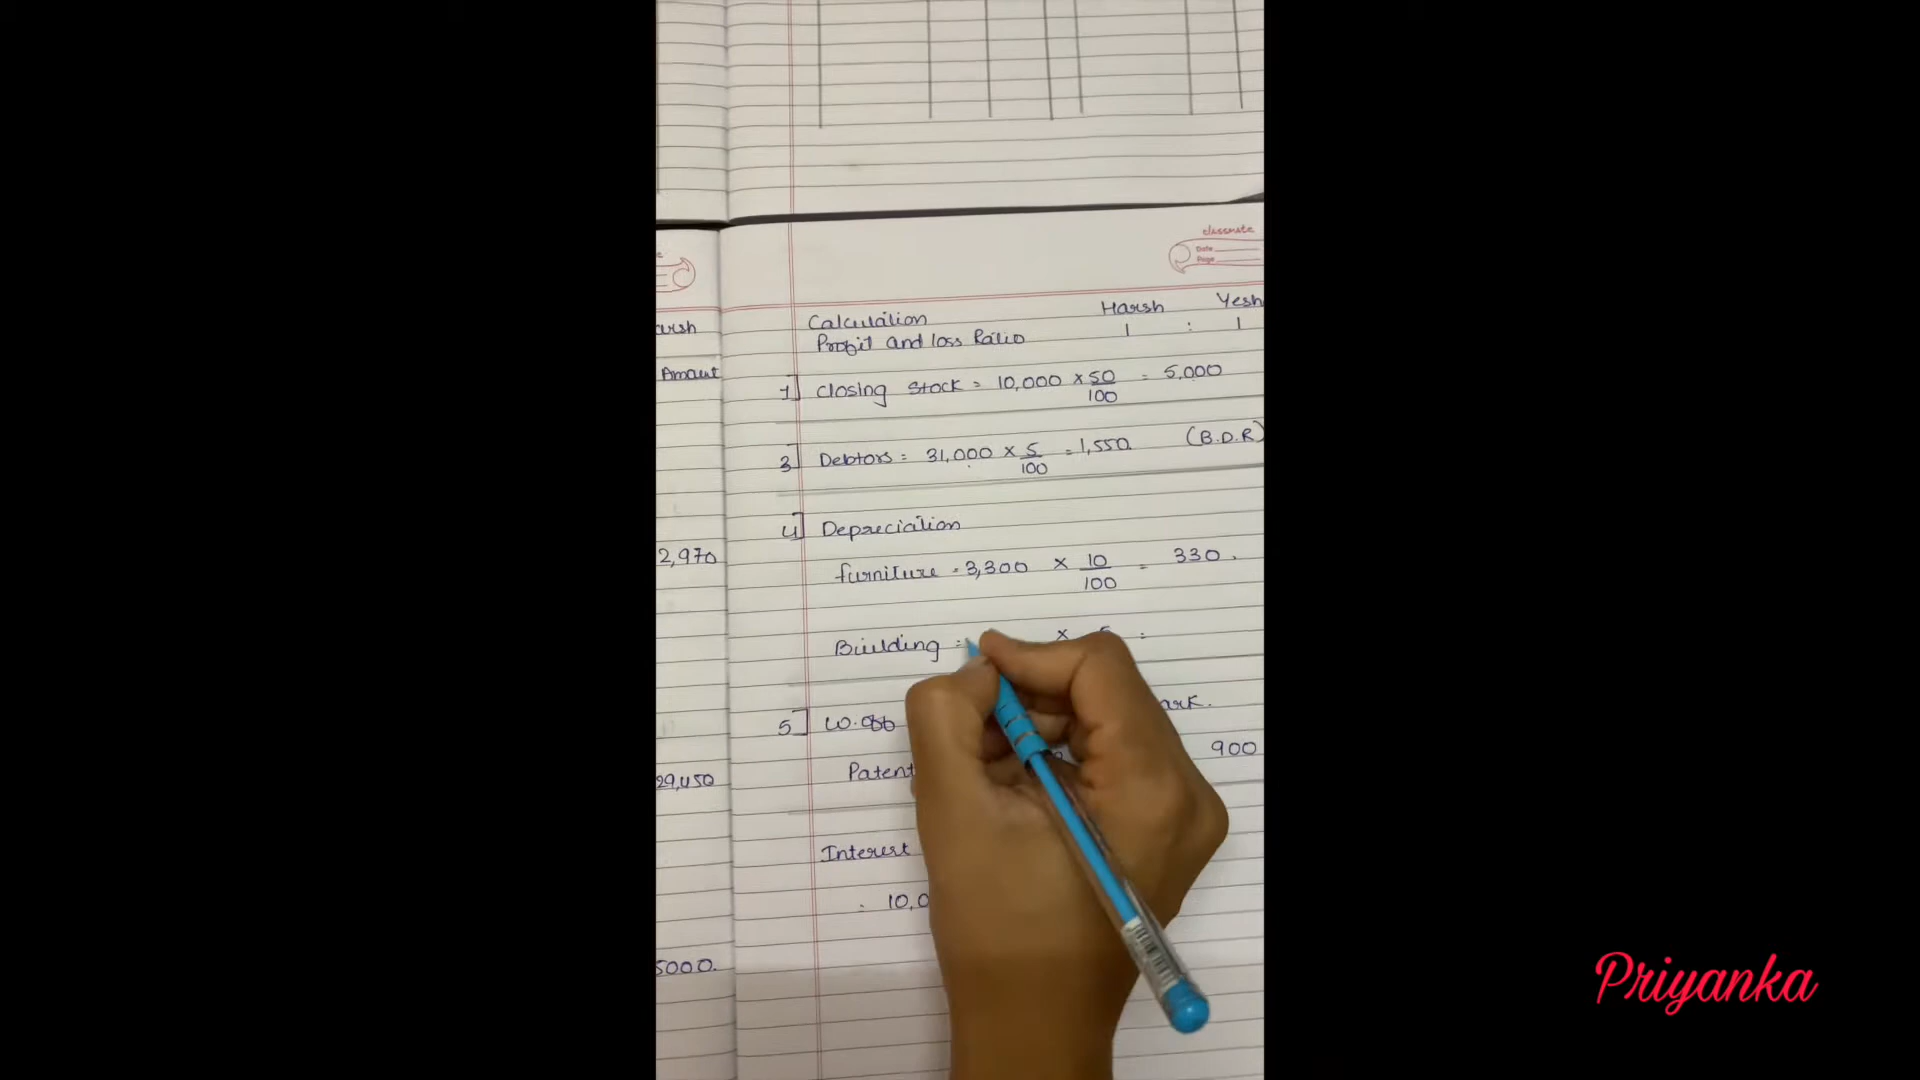 classmate
Date
Page
Harsh : Yesh
Calculation
Profit and loss Ratio 1 : 1
1] Closing Stock = 10,000 × 50/100 = 5,000
3] Debtors = 31,000 × 5/100 = 1,550 (B.D.R)
4] Depreciation
furniture = 3,300 × 10/100 = 330.
Building = × 5 =
5] W.off
Patent 900
Interest
= 10,0
Amount
2,970
29,450
5000.
Priyanka